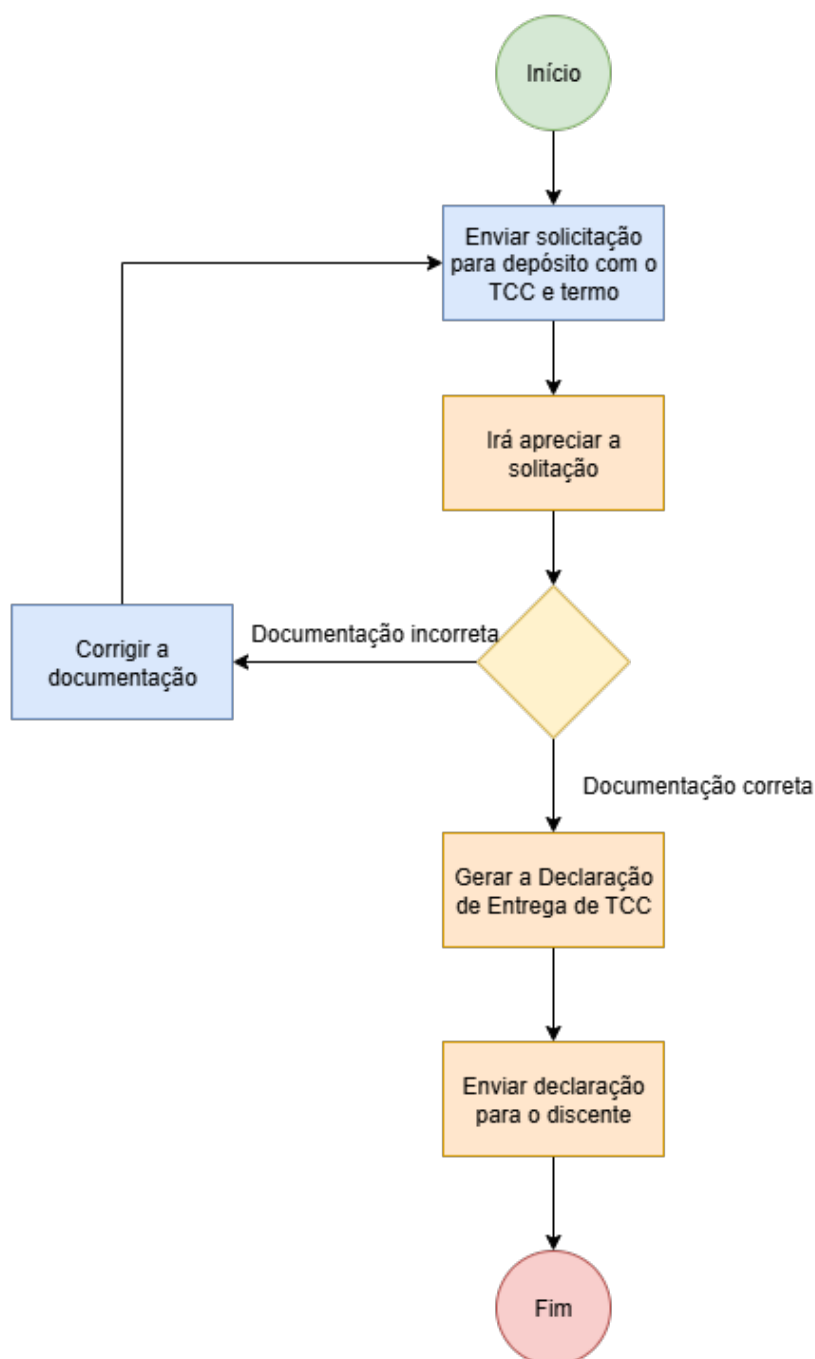 Início
Enviar solicitação
para depósito com o
TCC e termo
Irá apreciar a
solitação
Documentação incorreta
Corrigir a
documentação
Documentação correta
Gerar a Declaração
de Entrega de TCC
Enviar declaração
para o discente
Fim